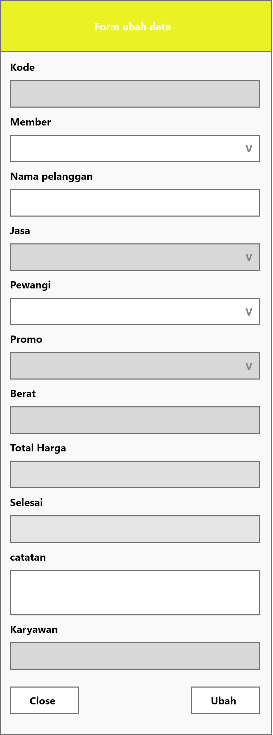 Form ubah data
Kode
Member
V
Nama pelanggan
Jasa
V
Pewangi
V
Promo
V
Berat
Total Harga
Selesai
catatan
Karyawan
Close Ubah